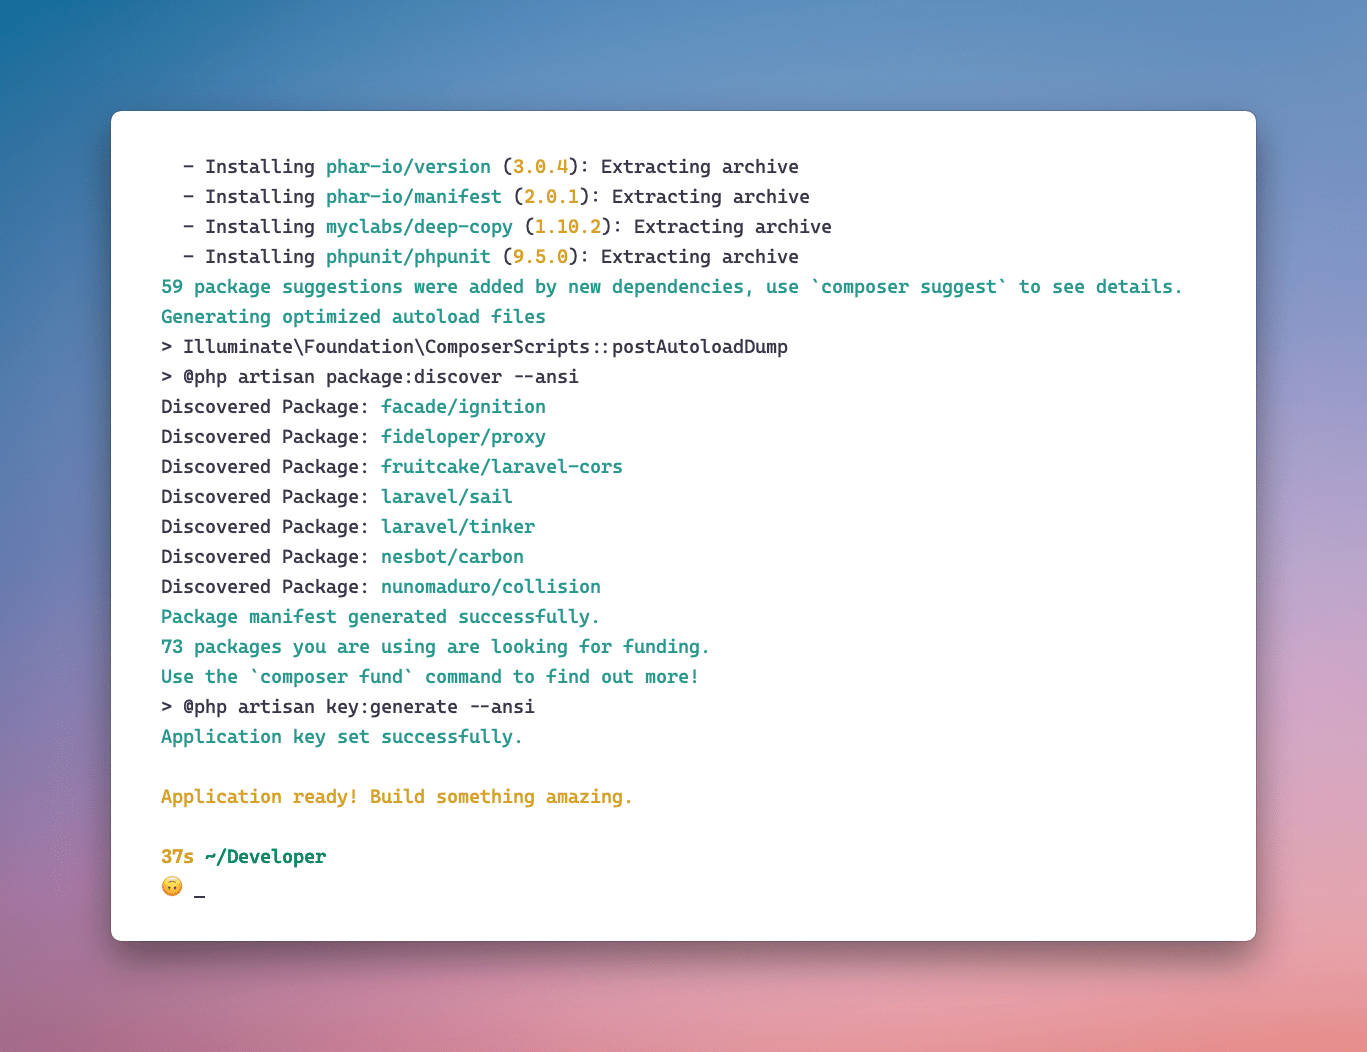 - Installing phar-io/version (3.0.4): Extracting archive
- Installing phar-io/manifest (2.0.1): Extracting archive
- Installing myclabs/deep-copy (1.10.2): Extracting archive
- Installing phpunit/phpunit (9.5.0): Extracting archive
59 package suggestions were added by new dependencies, use `composer suggest` to see details.
Generating optimized autoload files
> Illuminate\Foundation\ComposerScripts::postAutoloadDump
> @php artisan package:discover --ansi
Discovered Package: facade/ignition
Discovered Package: fideloper/proxy
Discovered Package: fruitcake/laravel-cors
Discovered Package: laravel/sail
Discovered Package: laravel/tinker
Discovered Package: nesbot/carbon
Discovered Package: nunomaduro/collision
Package manifest generated successfully.
73 packages you are using are looking for funding.
Use the `composer fund` command to find out more!
> @php artisan key:generate --ansi
Application key set successfully.
Application ready! Build something amazing.
37s ~/Developer
🙃 _